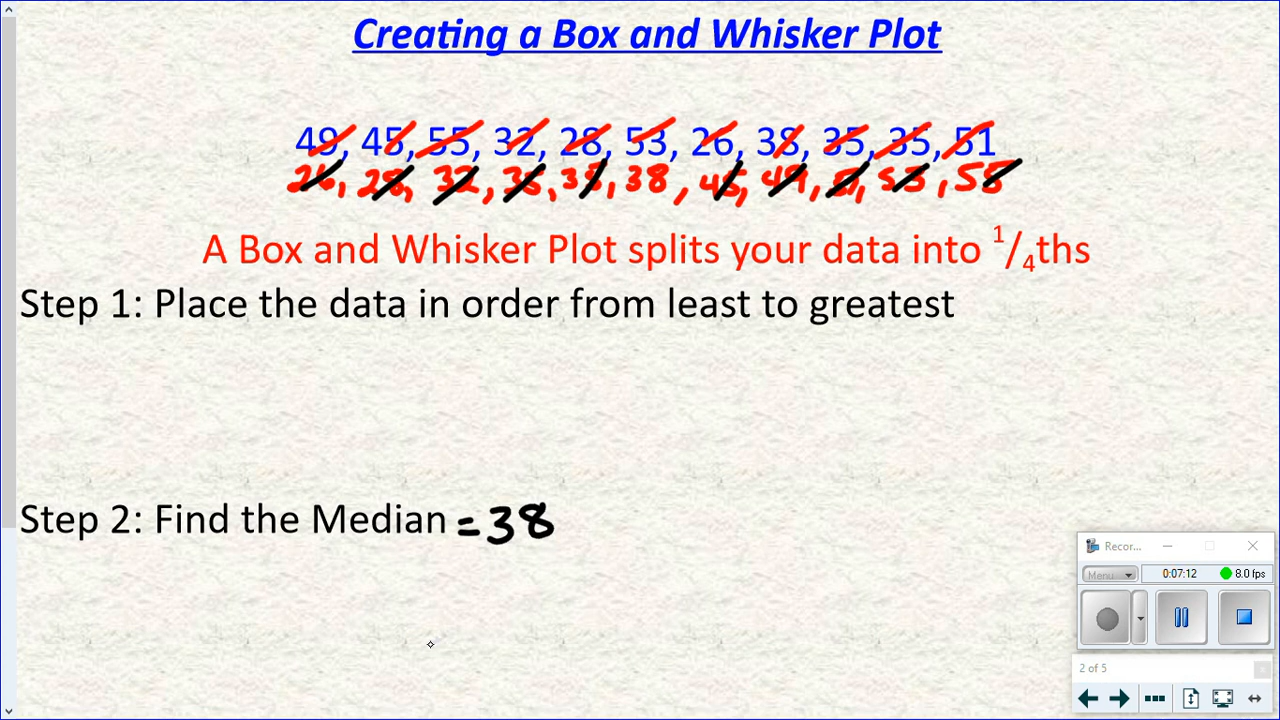 Creating a Box and Whisker Plot
49, 45, 55, 32, 28, 53, 26, 38, 35, 35, 51
26, 28, 32, 35, 35, 38, 45, 49, 51, 53, 55
A Box and Whisker Plot splits your data into 1/4ths
Step 1: Place the data in order from least to greatest
Step 2: Find the Median = 38
Recor...
Menu
0:07:12
8.0 fps
2 of 5